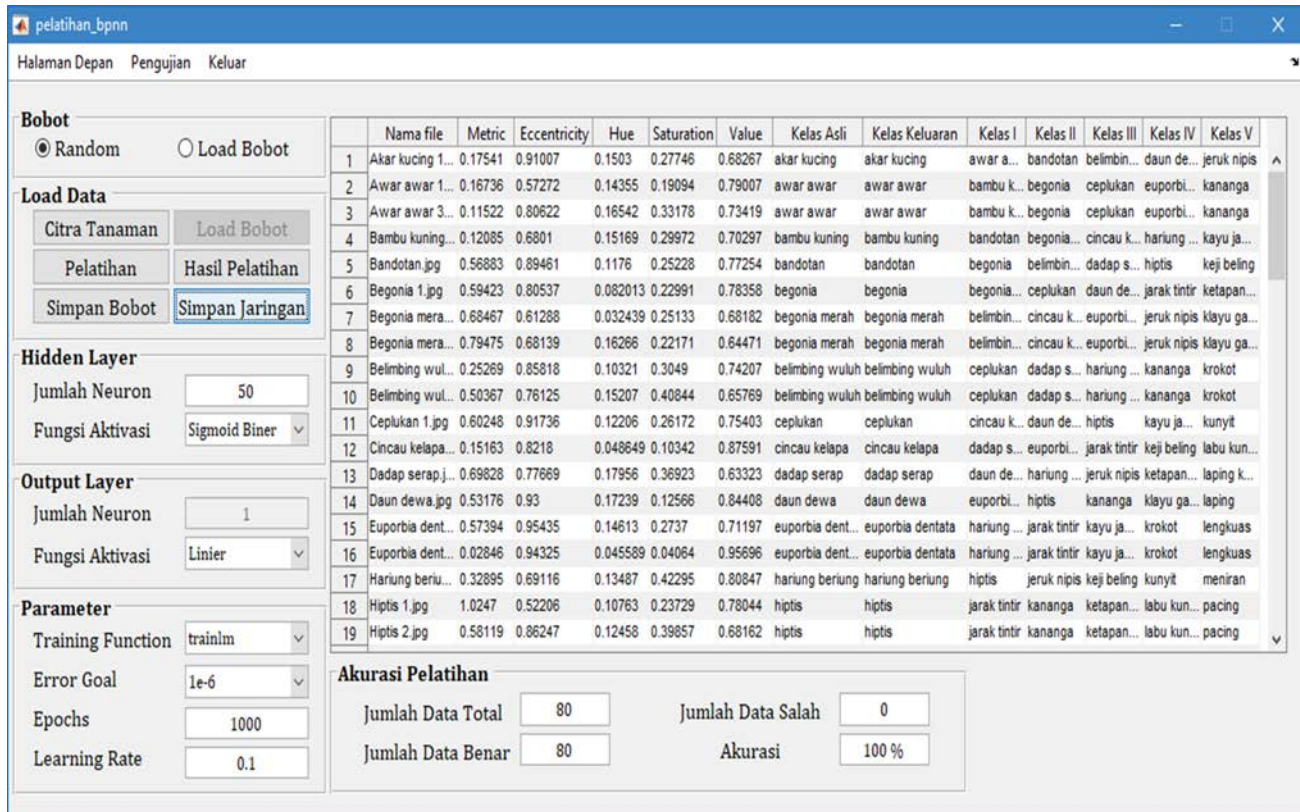 pelatihan_bpnn
Halaman Depan Pengujian Keluar
Bobot
Random Load Bobot
Load Data
Citra Tanaman Load Bobot
Pelatihan Hasil Pelatihan
Simpan Bobot Simpan Jaringan
Hidden Layer
Jumlah Neuron 50
Fungsi Aktivasi Sigmoid Biner
Output Layer
Jumlah Neuron 1
Fungsi Aktivasi Linier
Parameter
Training Function trainlm
Error Goal 1e-6
Epochs 1000
Learning Rate 0.1
Nama file Metric Eccentricity Hue Saturation Value Kelas Asli Kelas Keluaran Kelas I Kelas II Kelas III Kelas IV Kelas V
1 Akar kucing 1... 0.17541 0.91007 0.1503 0.27746 0.68267 akar kucing akar kucing awar a... bandotan belimbin... daun de... jeruk nipis
2 Awar awar 1... 0.16736 0.57272 0.14355 0.19094 0.79007 awar awar awar awar bambu k... begonia ceplukan euporbi... kananga
3 Awar awar 3... 0.11522 0.80622 0.16542 0.33178 0.73419 awar awar awar awar bambu k... begonia ceplukan euporbi... kananga
4 Bambu kuning... 0.12085 0.6801 0.15169 0.29972 0.70297 bambu kuning bambu kuning bandotan begonia... cincau k... hariung ... kayu ja...
5 Bandotan.jpg 0.56883 0.89461 0.1176 0.25228 0.77254 bandotan bandotan begonia belimbin... dadap s... hiptis keji beling
6 Begonia 1.jpg 0.59423 0.80537 0.082013 0.22991 0.78358 begonia begonia begonia... ceplukan daun de... jarak tintir ketapan...
7 Begonia mera... 0.68467 0.61288 0.032439 0.25133 0.68182 begonia merah begonia merah belimbin... cincau k... euporbi... jeruk nipis klayu ga...
8 Begonia mera... 0.79475 0.68139 0.16266 0.22171 0.64471 begonia merah begonia merah belimbin... cincau k... euporbi... jeruk nipis klayu ga...
9 Belimbing wul... 0.25269 0.85818 0.10321 0.3049 0.74207 belimbing wuluh belimbing wuluh ceplukan dadap s... hariung ... kananga krokot
10 Belimbing wul... 0.50367 0.76125 0.15207 0.40844 0.65769 belimbing wuluh belimbing wuluh ceplukan dadap s... hariung ... kananga krokot
11 Ceplukan 1.jpg 0.60248 0.91736 0.12206 0.26172 0.75403 ceplukan ceplukan cincau k... daun de... hiptis kayu ja... kunyit
12 Cincau kelapa... 0.15163 0.8218 0.048649 0.10342 0.87591 cincau kelapa cincau kelapa dadap s... euporbi... jarak tintir keji beling labu kun...
13 Dadap serap.j... 0.69828 0.77669 0.17956 0.36923 0.63323 dadap serap dadap serap daun de... hariung ... jeruk nipis ketapan... laping k...
14 Daun dewa.jpg 0.53176 0.93 0.17239 0.12566 0.84408 daun dewa daun dewa euporbi... hiptis kananga klayu ga... laping
15 Euporbia dent... 0.57394 0.95435 0.14613 0.2737 0.71197 euporbia dent... euporbia dentata hariung ... jarak tintir kayu ja... krokot lengkuas
16 Euporbia dent... 0.02846 0.94325 0.045589 0.04064 0.95696 euporbia dent... euporbia dentata hariung ... jarak tintir kayu ja... krokot lengkuas
17 Hariung beriu... 0.32895 0.69116 0.13487 0.42295 0.80847 hariung beriung hariung beriung hiptis jeruk nipis keji beling kunyit meniran
18 Hiptis 1.jpg 1.0247 0.52206 0.10763 0.23729 0.78044 hiptis hiptis jarak tintir kananga ketapan... labu kun... pacing
19 Hiptis 2.jpg 0.58119 0.86247 0.12458 0.39857 0.68162 hiptis hiptis jarak tintir kananga ketapan... labu kun... pacing
Akurasi Pelatihan
Jumlah Data Total 80 Jumlah Data Salah 0
Jumlah Data Benar 80 Akurasi 100 %